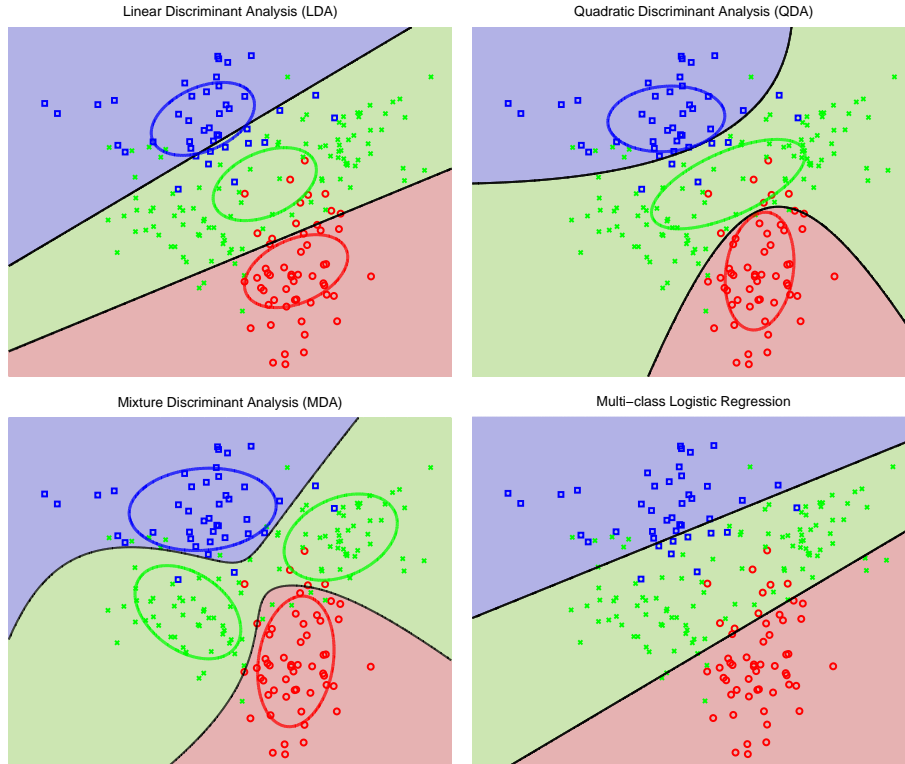 Linear Discriminant Analysis (LDA)
Quadratic Discriminant Analysis (QDA)
Mixture Discriminant Analysis (MDA)
Multi−class Logistic Regression